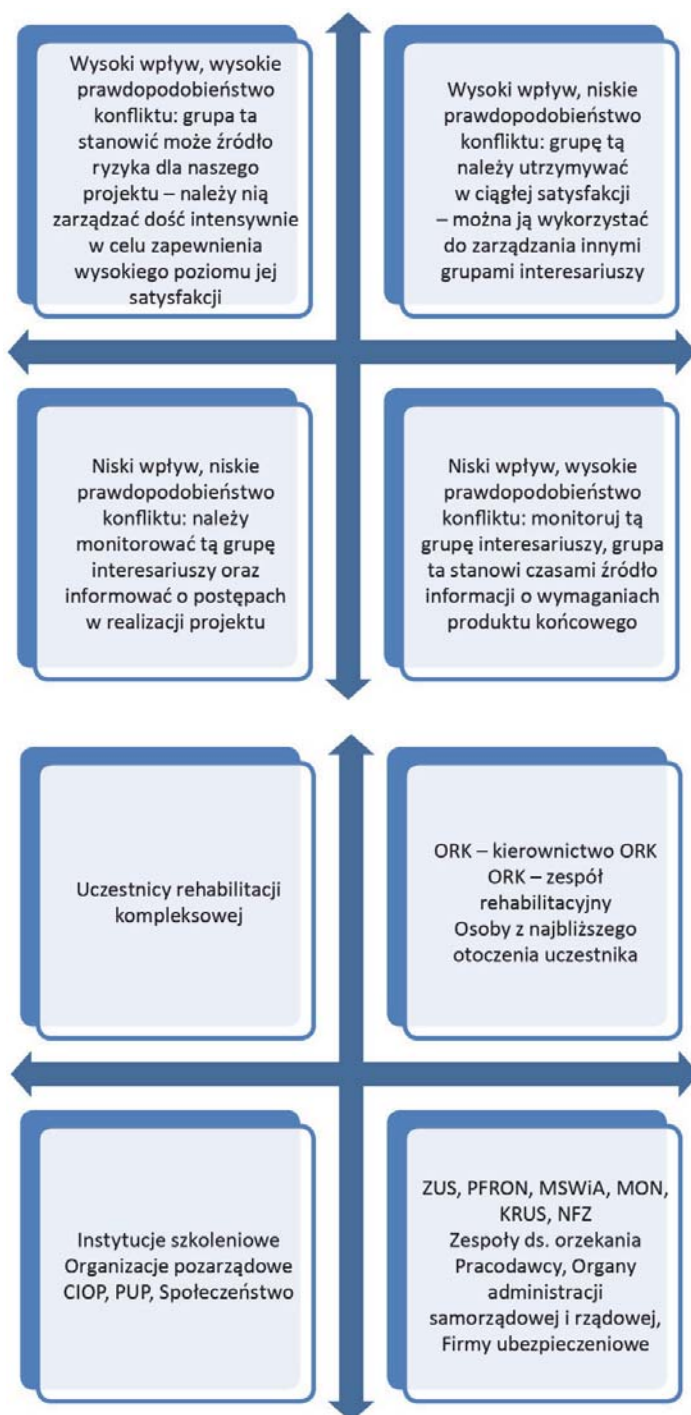 Wysoki wpływ, wysokie
prawdopodobieństwo
konfliktu: grupa ta
stanowić może źródło
ryzyka dla naszego
projektu – należy nią
zarządzać dość intensywnie
w celu zapewnienia
wysokiego poziomu jej
satysfakcji
Wysoki wpływ, niskie
prawdopodobieństwo
konfliktu: grupę tą
należy utrzymywać
w ciągłej satysfakcji
– można ją wykorzystać
do zarządzania innymi
grupami interesariuszy
Niski wpływ, niskie
prawdopodobieństwo
konfliktu: należy
monitorować tą grupę
interesariuszy oraz
informować o postępach
w realizacji projektu
Niski wpływ, wysokie
prawdopodobieństwo
konfliktu: monitoruj tą
grupę interesariuszy, grupa
ta stanowi czasami źródło
informacji o wymaganiach
produktu końcowego
Uczestnicy rehabilitacji
kompleksowej
ORK – kierownictwo ORK
ORK – zespół
rehabilitacyjny
Osoby z najbliższego
otoczenia uczestnika
Instytucje szkoleniowe
Organizacje pozarządowe
CIOP, PUP, Społeczeństwo
ZUS, PFRON, MSWiA, MON,
KRUS, NFZ
Zespoły ds. orzekania
Pracodawcy, Organy
administracji
samorządowej i rządowej,
Firmy ubezpieczeniowe